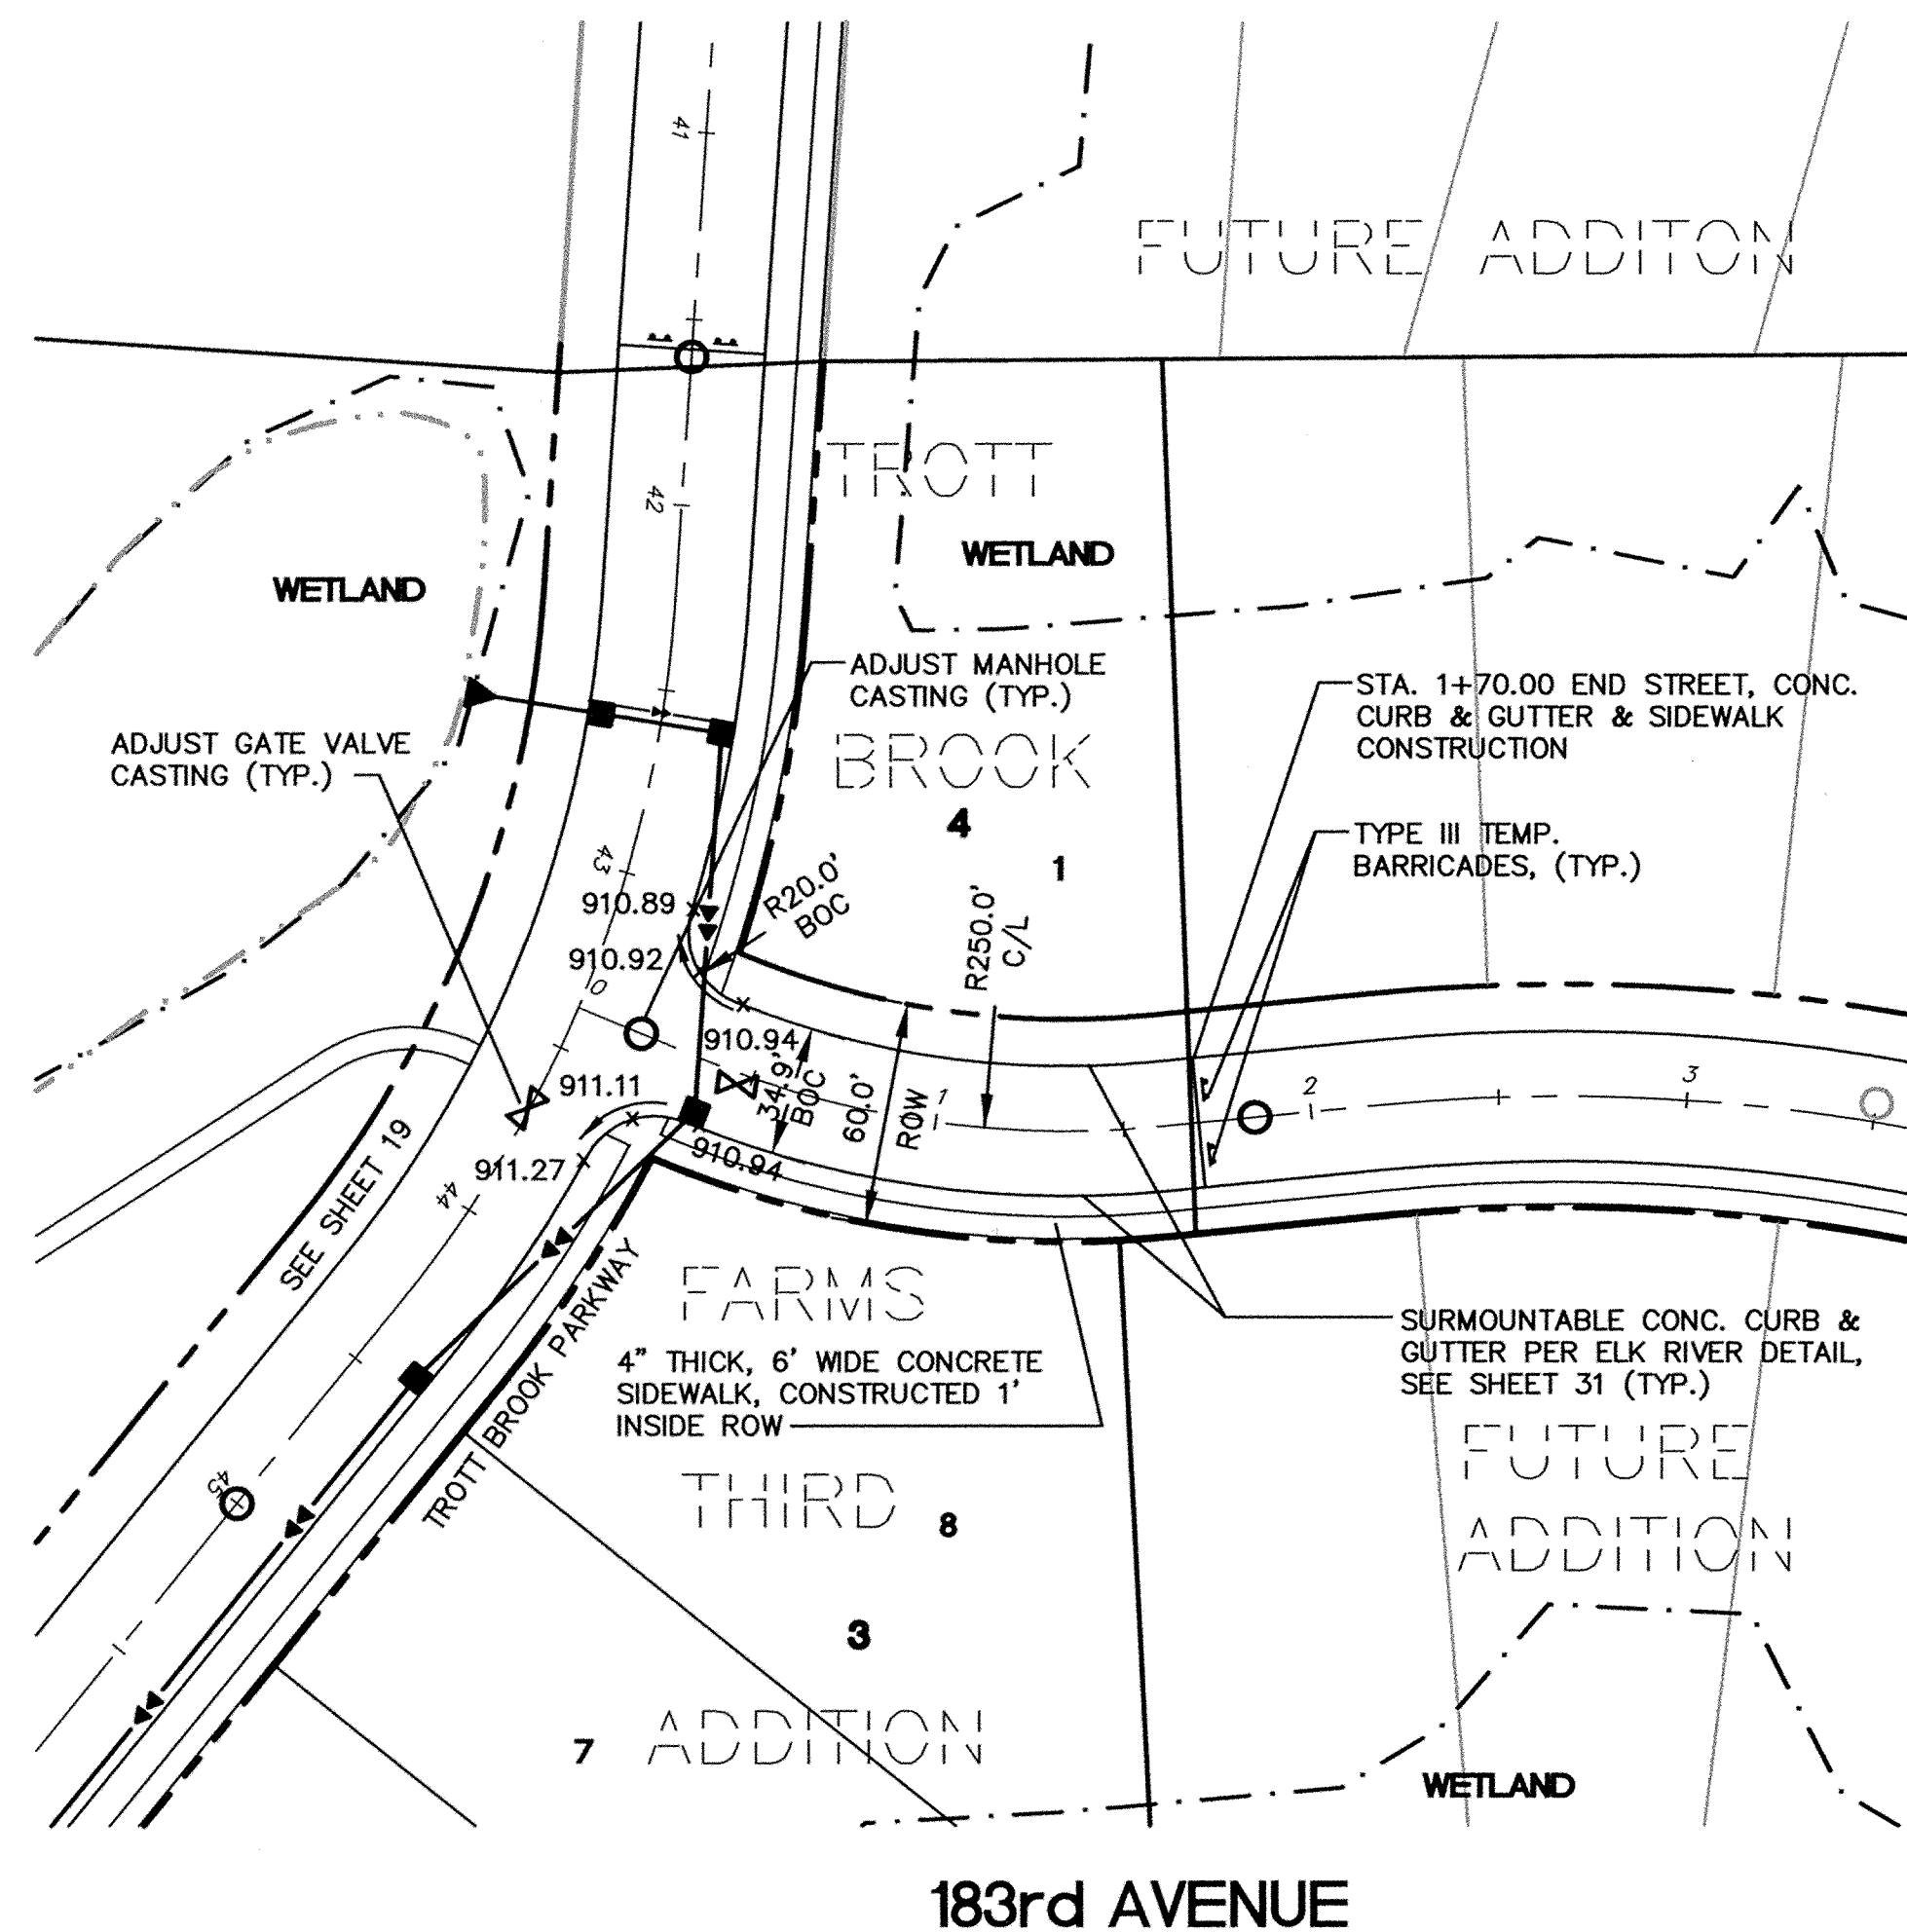 41
FUTURE ADDITON
TROTT
42
WETLAND
WETLAND
ADJUST MANHOLE
CASTING (TYP.)
STA. 1+70.00 END STREET, CONC.
CURB & GUTTER & SIDEWALK
CONSTRUCTION
ADJUST GATE VALVE
CASTING (TYP.)
BROOK
4
TYPE III TEMP.
BARRICADES, (TYP.)
1
43
R20.0'
BOC
910.89
R250.0'
C/L
910.92
0
910.94
34.9'
BOC
60.0'
ROW
1
2
3
911.11
910.94
911.27
SEE SHEET 19
44
TROTT BROOK PARKWAY
FARMS
4" THICK, 6' WIDE CONCRETE
SIDEWALK, CONSTRUCTED 1'
INSIDE ROW
SURMOUNTABLE CONC. CURB &
GUTTER PER ELK RIVER DETAIL,
SEE SHEET 31 (TYP.)
45
THIRD
8
FUTURE
ADDITION
3
7
ADDITION
WETLAND
183rd AVENUE